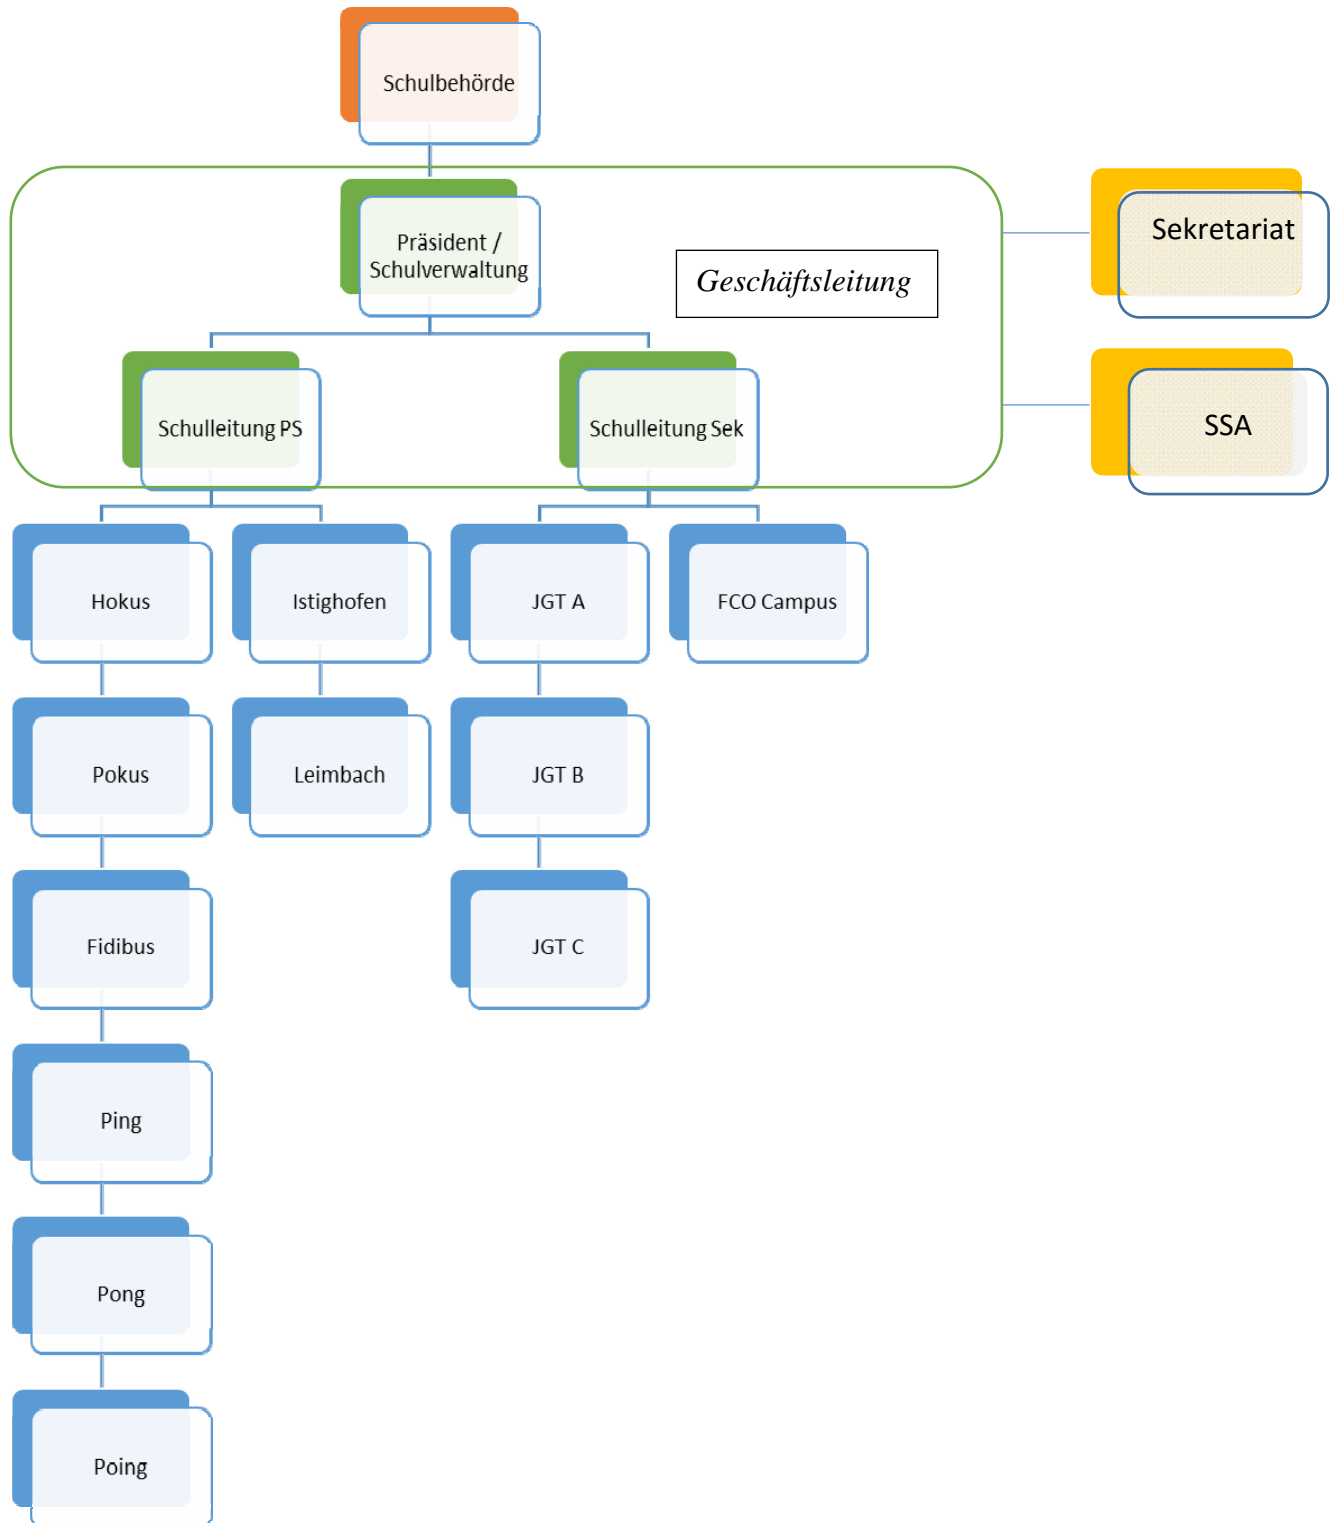 Schulbehörde
Präsident /
Schulverwaltung
Geschäftsleitung
Sekretariat
Schulleitung PS
Schulleitung Sek
SSA
Hokus
Istighofen
JGT A
FCO Campus
Pokus
Leimbach
JGT B
Fidibus
JGT C
Ping
Pong
Poing